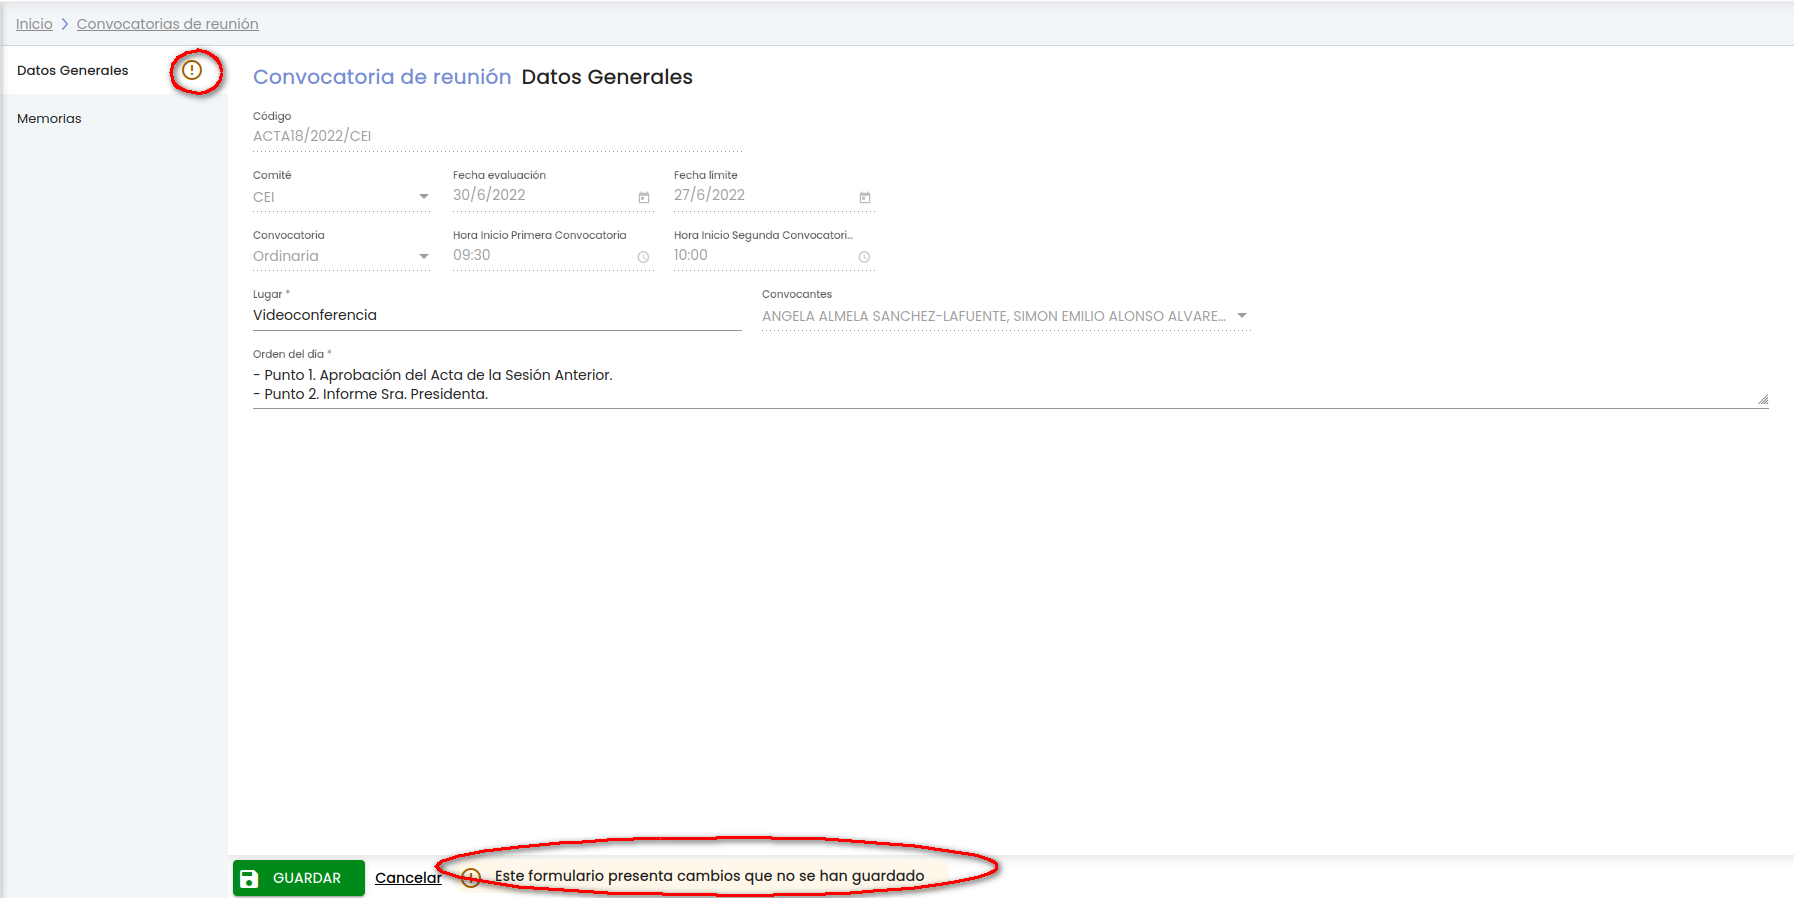 Inicio > Convocatorias de reunión
Datos Generales
Memorias
Convocatoria de reunión Datos Generales
Código
ACTA18/2022/CEI
Comité Fecha evaluación Fecha límite
CEI 30/6/2022 27/6/2022
Convocatoria Hora Inicio Primera Convocatoria Hora Inicio Segunda Convocatori...
Ordinaria 09:30 10:00
Lugar * Convocantes
Videoconferencia ANGELA ALMELA SANCHEZ-LAFUENTE, SIMON EMILIO ALONSO ALVARE...
Orden del día *
- Punto 1. Aprobación del Acta de la Sesión Anterior.
- Punto 2. Informe Sra. Presidenta.
GUARDAR Cancelar Este formulario presenta cambios que no se han guardado